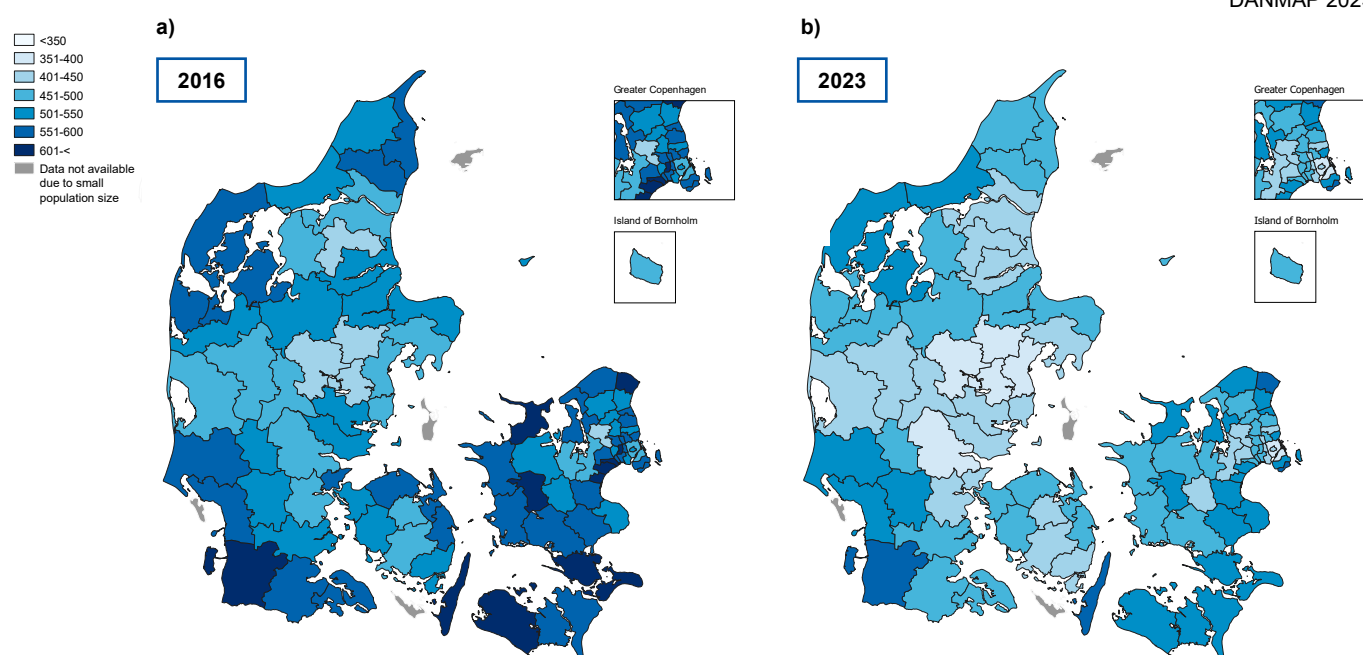 DANMAP 202
a)
b)
<350
351-400
401-450
451-500
501-550
551-600
601-<
Data not available
due to small
population size
2016
Greater Copenhagen
Island of Bornholm
2023
Greater Copenhagen
Island of Bornholm